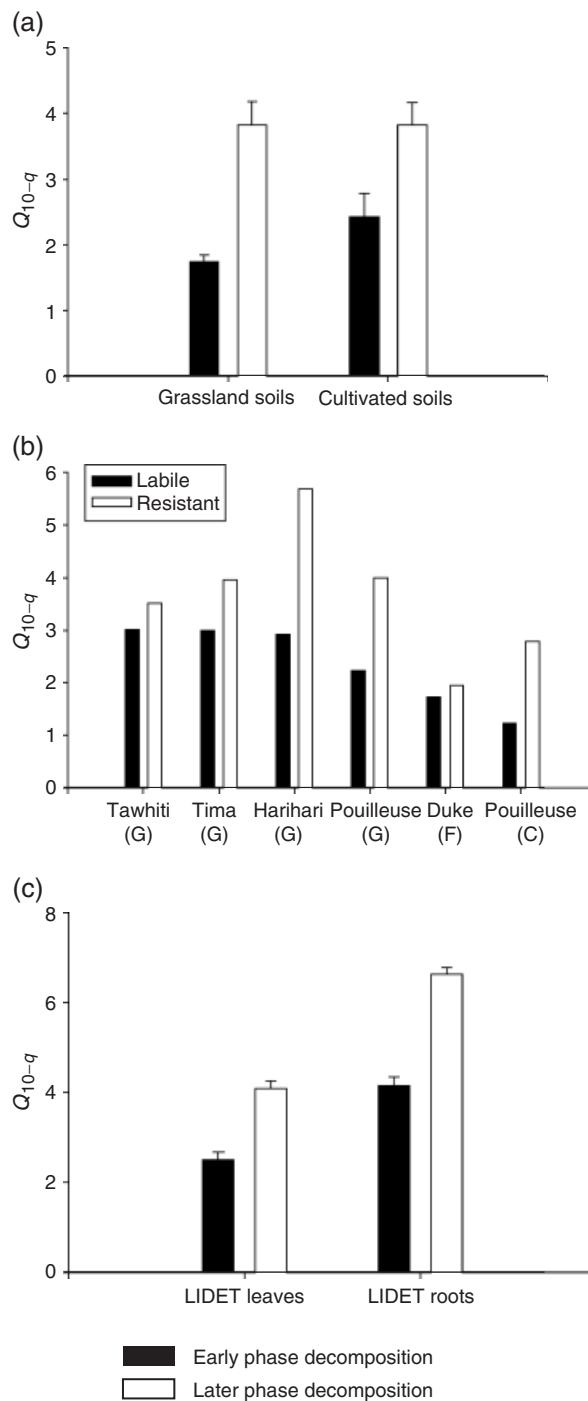 (a)
5
4
3
2
1
0
Q10–q
Grassland soils Cultivated soils
(b)
6
5
4
3
2
1
0
Q10–q
Labile
Resistant
Tawhiti Tima Harihari Pouilleuse Duke Pouilleuse
(G) (G) (G) (G) (F) (C)
(c)
8
6
4
2
0
Q10–q
LIDET leaves LIDET roots
Early phase decomposition
Later phase decomposition